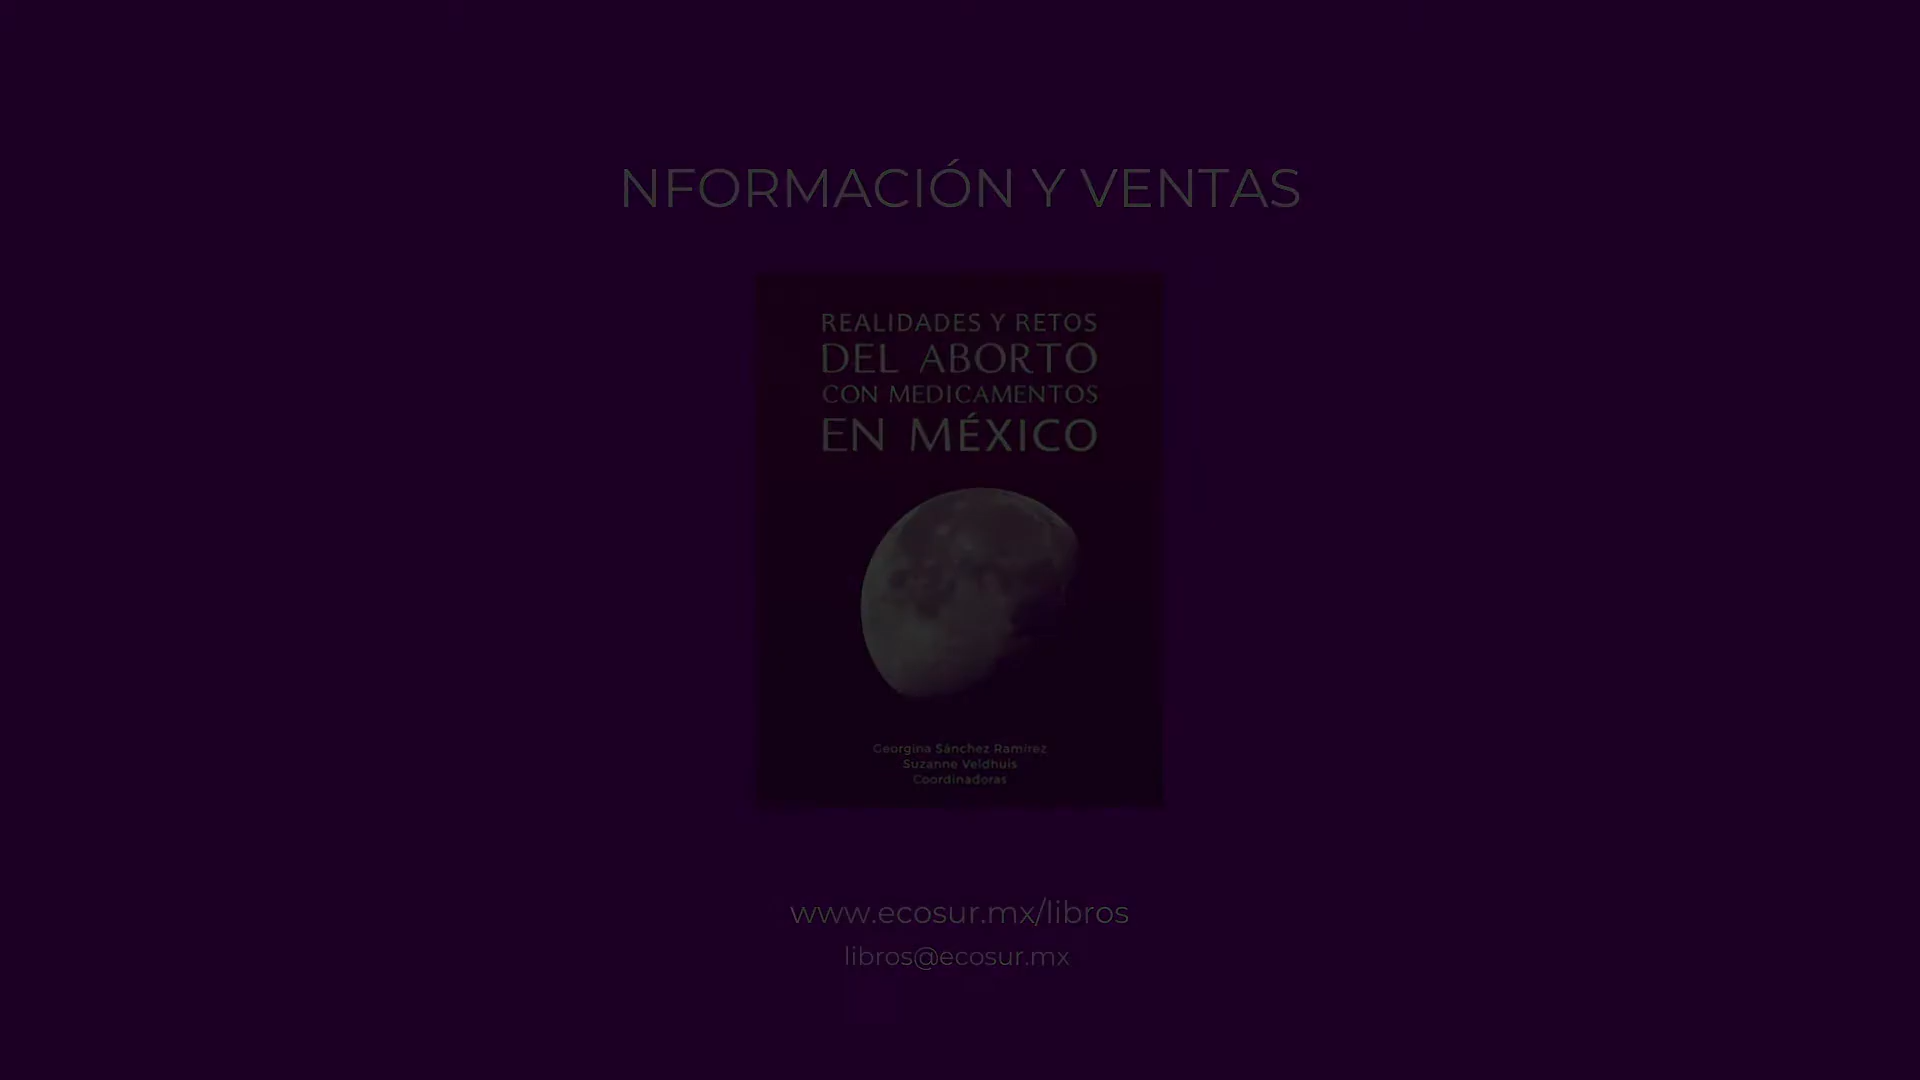 NFORMACIÓN Y VENTAS
REALIDADES Y RETOS
DEL ABORTO
CON MEDICAMENTOS
EN MÉXICO
Georgina Sánchez Ramírez
Suzanne Veldhuis
Coordinadoras
www.ecosur.mx/libros
libros@ecosur.mx